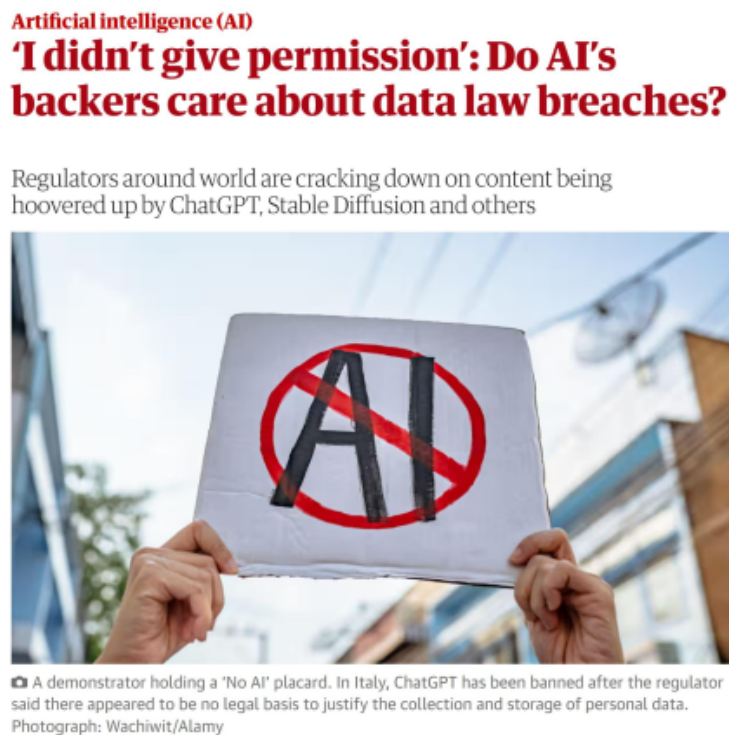 Artificial intelligence (AI)
‘I didn’t give permission’: Do AI’s
backers care about data law breaches?
Regulators around world are cracking down on content being
hoovered up by ChatGPT, Stable Diffusion and others
AI
A demonstrator holding a ‘No AI’ placard. In Italy, ChatGPT has been banned after the regulator
said there appeared to be no legal basis to justify the collection and storage of personal data.
Photograph: Wachiwit/Alamy